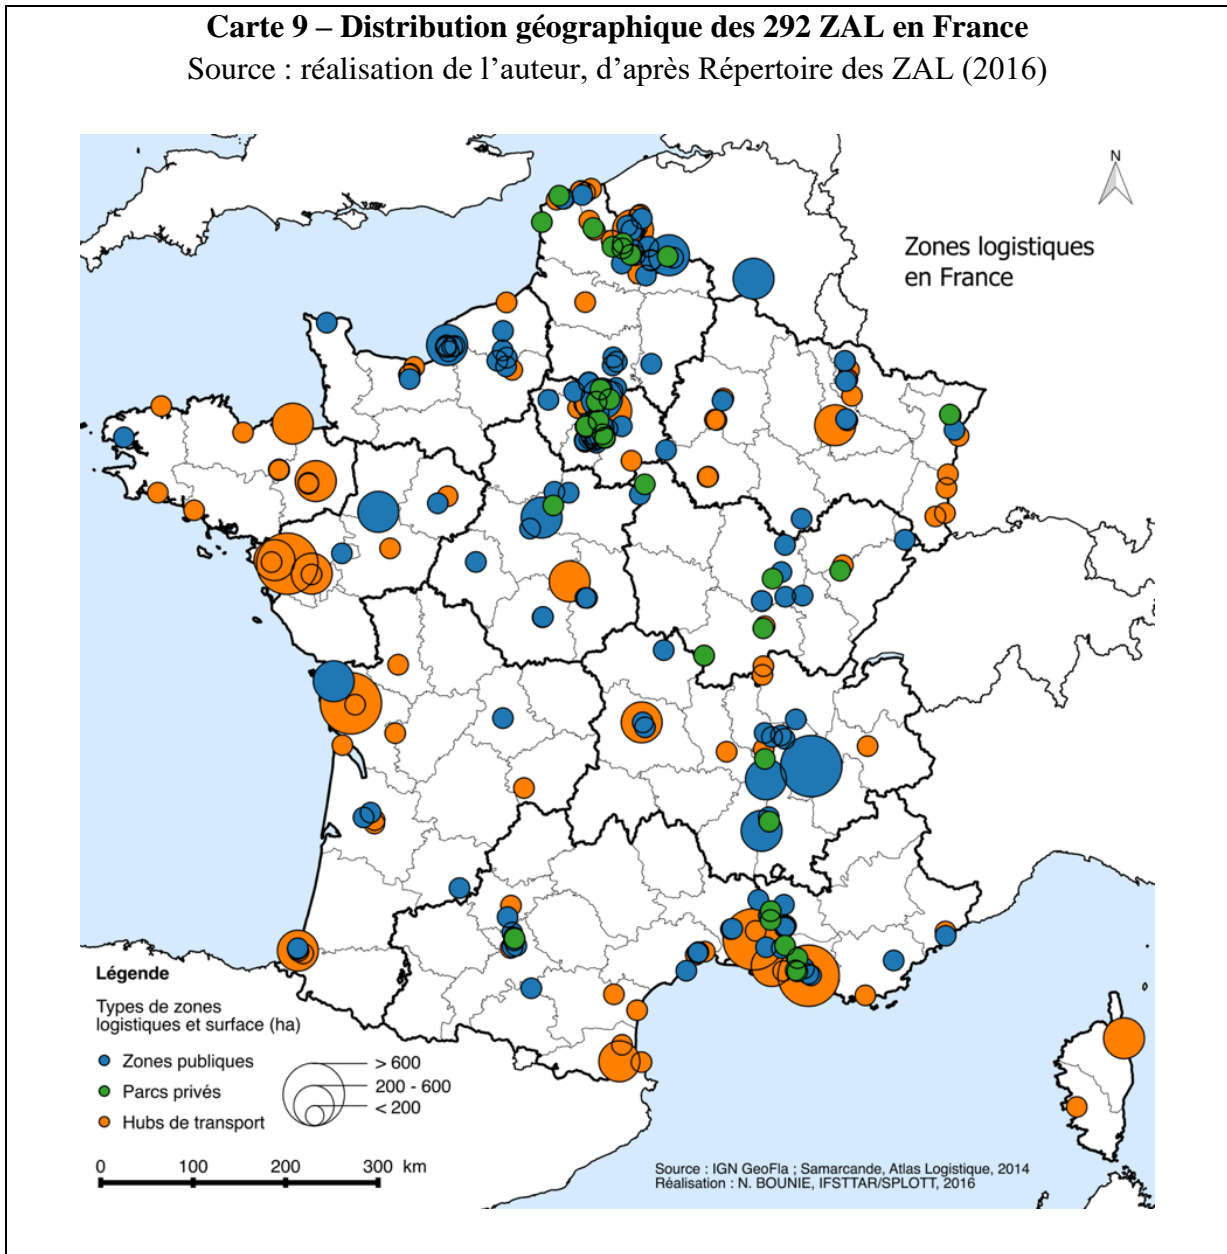 Carte 9 – Distribution géographique des 292 ZAL en France
Source : réalisation de l'auteur, d'après Répertoire des ZAL (2016)
N
Zones logistiques
en France
Légende
Types de zones
logistiques et surface (ha)
Zones publiques
Parcs privés
Hubs de transport
> 600
200 - 600
< 200
0 100 200 300 km
Source : IGN GeoFla ; Samarcande, Atlas Logistique, 2014
Réalisation : N. BOUNIE, IFSTTAR/SPLOTT, 2016